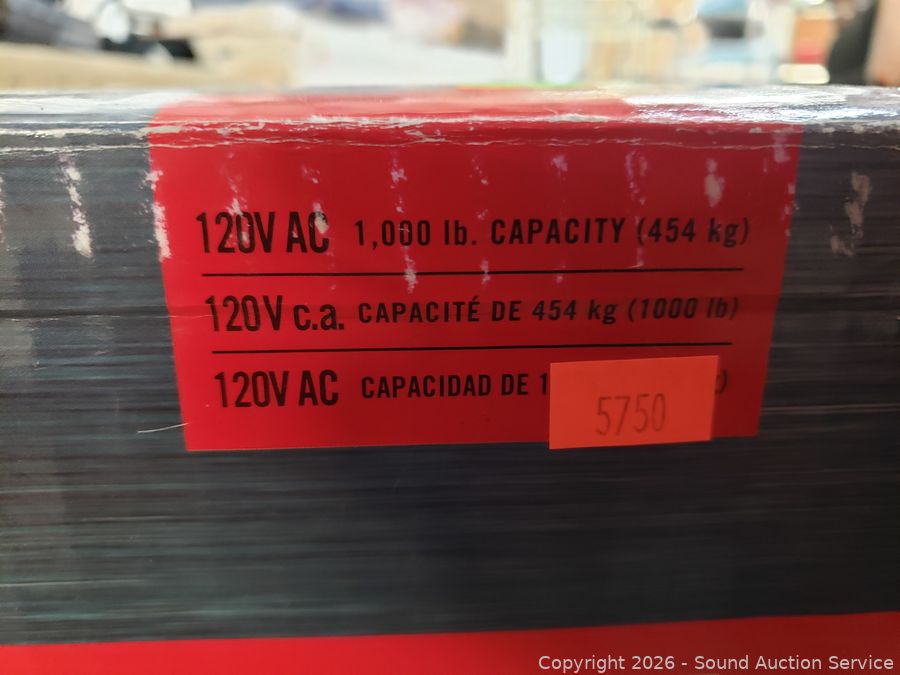 120V AC 1,000 lb. CAPACITY (454 kg)
120V c.a. CAPACITÉ DE 454 kg (1000 lb)
120V AC CAPACIDAD DE
5750
Copyright 2026 - Sound Auction Service